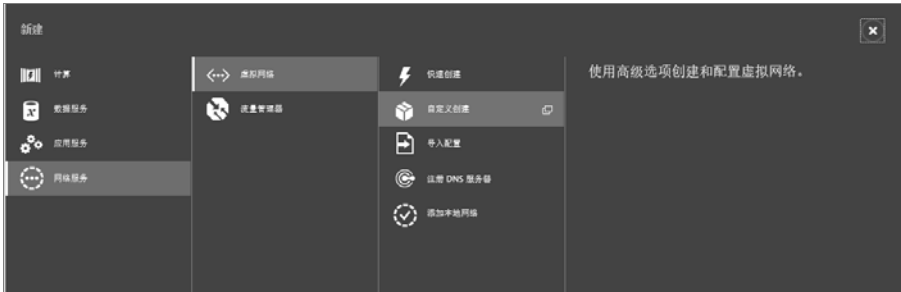 新建
计算
数据服务
应用服务
网络服务
虚拟网络
流量管理器
快速创建
自定义创建
导入配置
注册 DNS 服务器
添加本地网络
使用高级选项创建和配置虚拟网络。